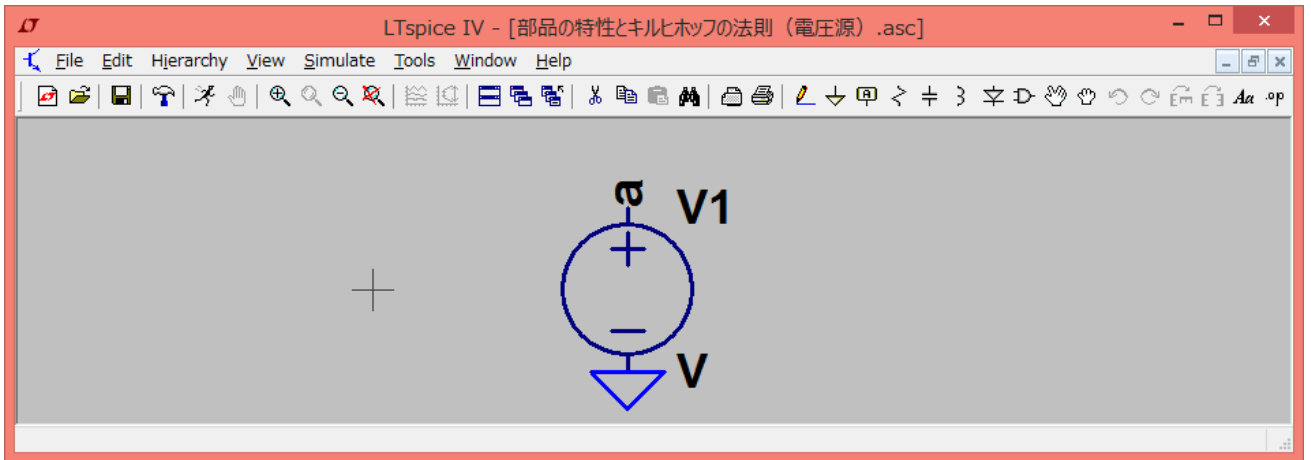 LTspice IV - [部品の特性とキルヒホッフの法則（電圧源）.asc]
File Edit Hierarchy View Simulate Tools Window Help
Aa .op
a
V1
V